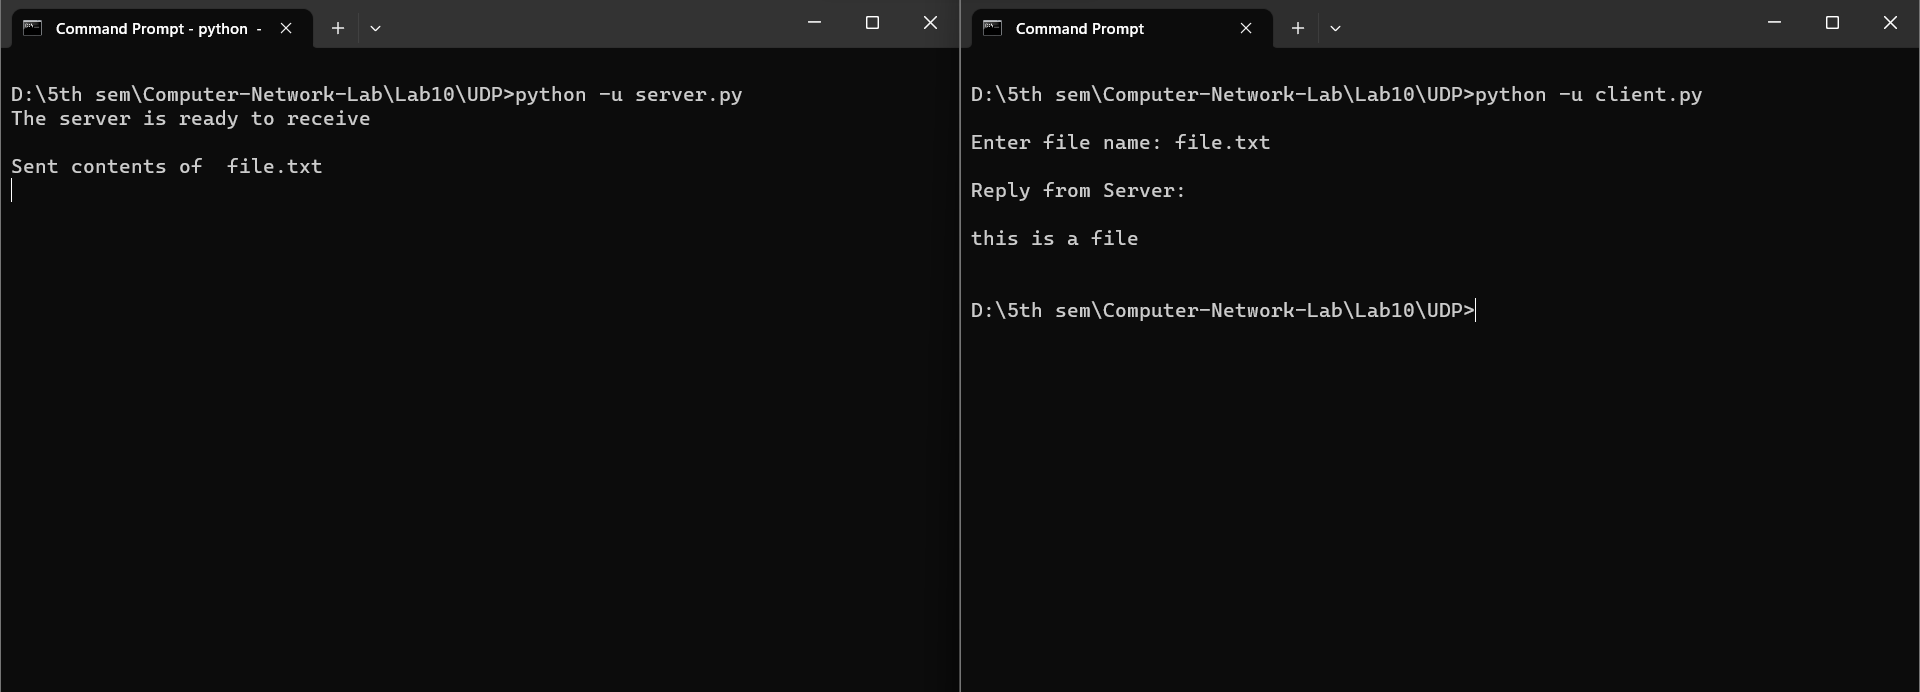 Command Prompt - python -
D:\5th sem\Computer-Network-Lab\Lab10\UDP>python -u server.py
The server is ready to receive
Sent contents of  file.txt
Command Prompt
D:\5th sem\Computer-Network-Lab\Lab10\UDP>python -u client.py
Enter file name: file.txt
Reply from Server:
this is a file
D:\5th sem\Computer-Network-Lab\Lab10\UDP>